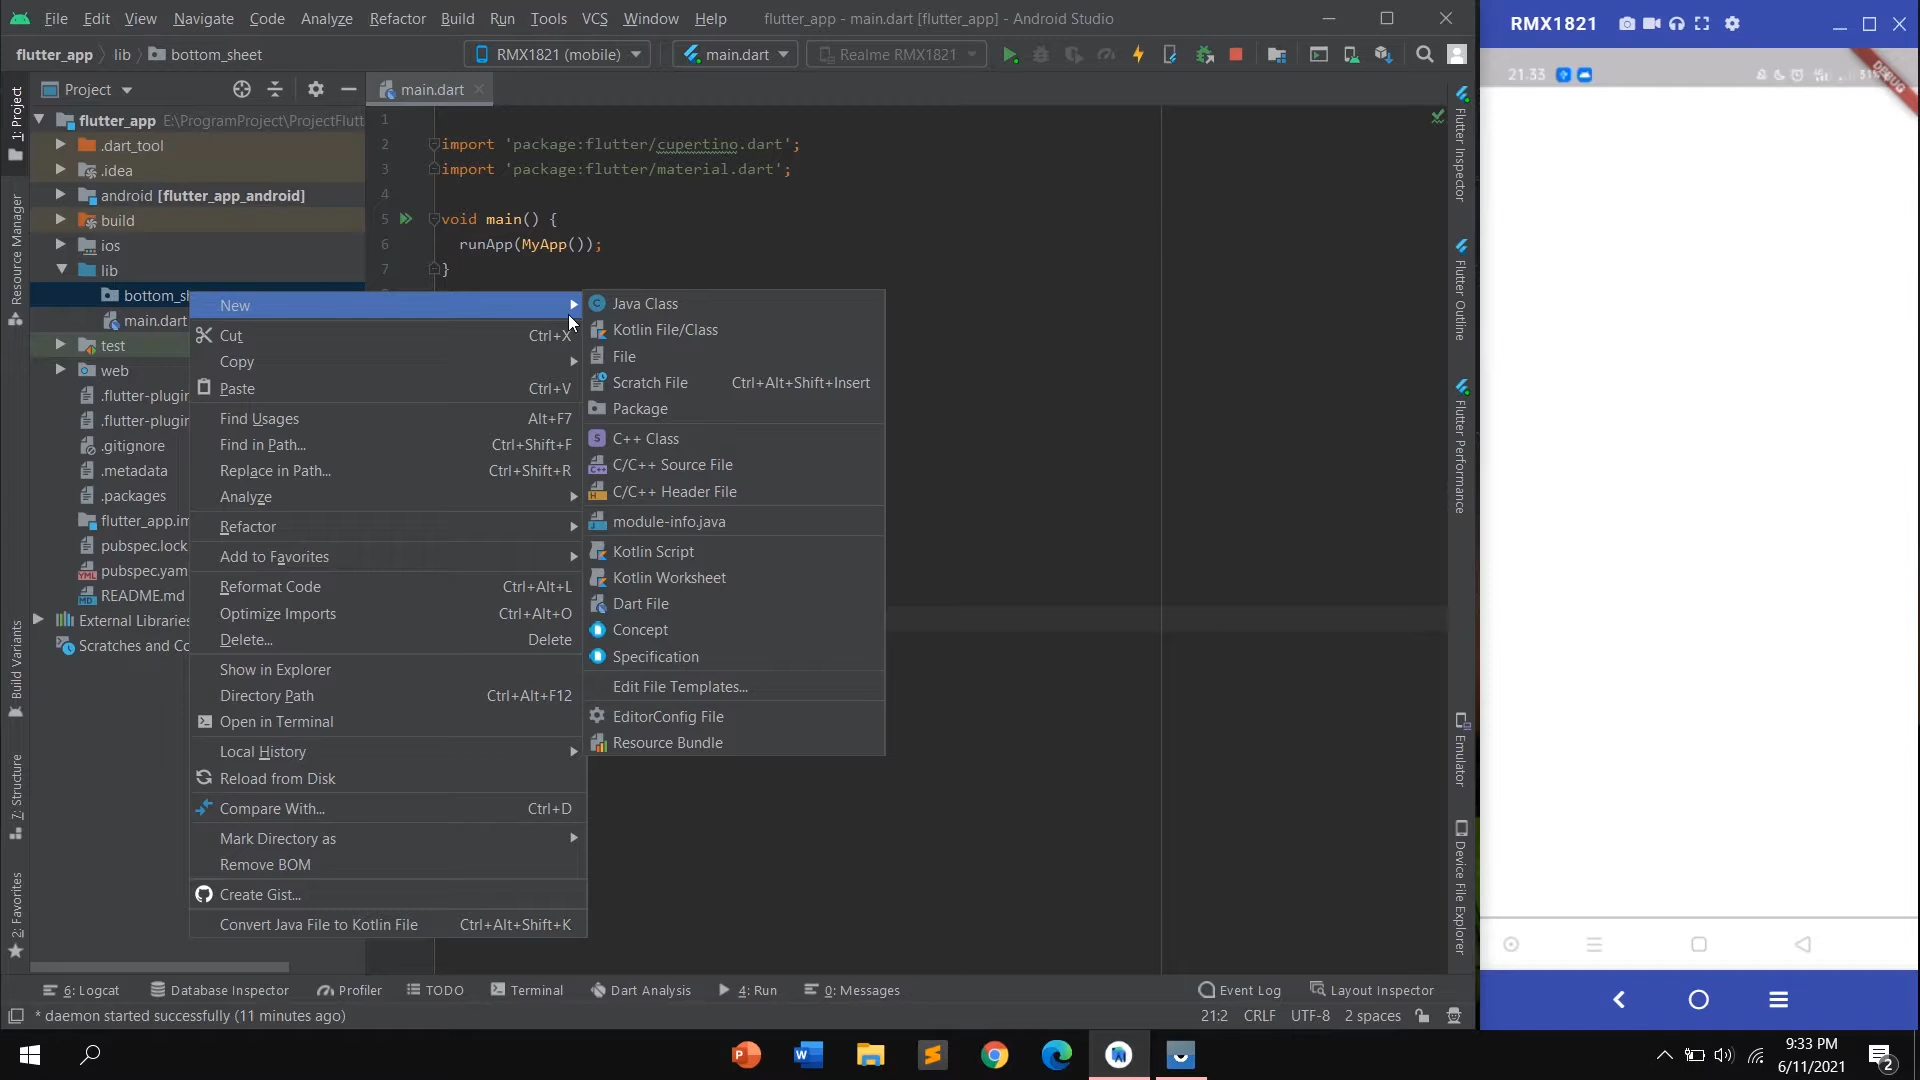 File Edit View Navigate Code Analyze Refactor Build Run Tools VCS Window Help flutter_app - main.dart [flutter_app] - Android Studio
flutter_app lib bottom_sheet RMX1821 (mobile) main.dart Realme RMX1821
Project
main.dart
1: Project
Resource Manager
Build Variants
7: Structure
2: Favorites
flutter_app E:\ProgramProject\ProjectFlutt
.dart_tool
.idea
android [flutter_app_android]
build
ios
lib
bottom_sh
main.dart
test
web
.flutter-plugin
.flutter-plugin
.gitignore
.metadata
.packages
flutter_app.im
pubspec.lock
pubspec.yam
README.md
External Libraries
Scratches and Co
1
2 import 'package:flutter/cupertino.dart';
3 import 'package:flutter/material.dart';
4
5 void main() {
6 runApp(MyApp());
7 }
New
Cut Ctrl+X
Copy
Paste Ctrl+V
Find Usages Alt+F7
Find in Path... Ctrl+Shift+F
Replace in Path... Ctrl+Shift+R
Analyze
Refactor
Add to Favorites
Reformat Code Ctrl+Alt+L
Optimize Imports Ctrl+Alt+O
Delete... Delete
Show in Explorer
Directory Path Ctrl+Alt+F12
Open in Terminal
Local History
Reload from Disk
Compare With... Ctrl+D
Mark Directory as
Remove BOM
Create Gist...
Convert Java File to Kotlin File Ctrl+Alt+Shift+K
Java Class
Kotlin File/Class
File
Scratch File Ctrl+Alt+Shift+Insert
Package
C++ Class
C/C++ Source File
C/C++ Header File
module-info.java
Kotlin Script
Kotlin Worksheet
Dart File
Concept
Specification
Edit File Templates...
EditorConfig File
Resource Bundle
Flutter Inspector
Flutter Outline
Flutter Performance
Emulator
Device File Explorer
6: Logcat Database Inspector Profiler TODO Terminal Dart Analysis 4: Run 0: Messages Event Log Layout Inspector
* daemon started successfully (11 minutes ago) 21:2 CRLF UTF-8 2 spaces
RMX1821
21.33
DEBUG
9:33 PM
6/11/2021
2